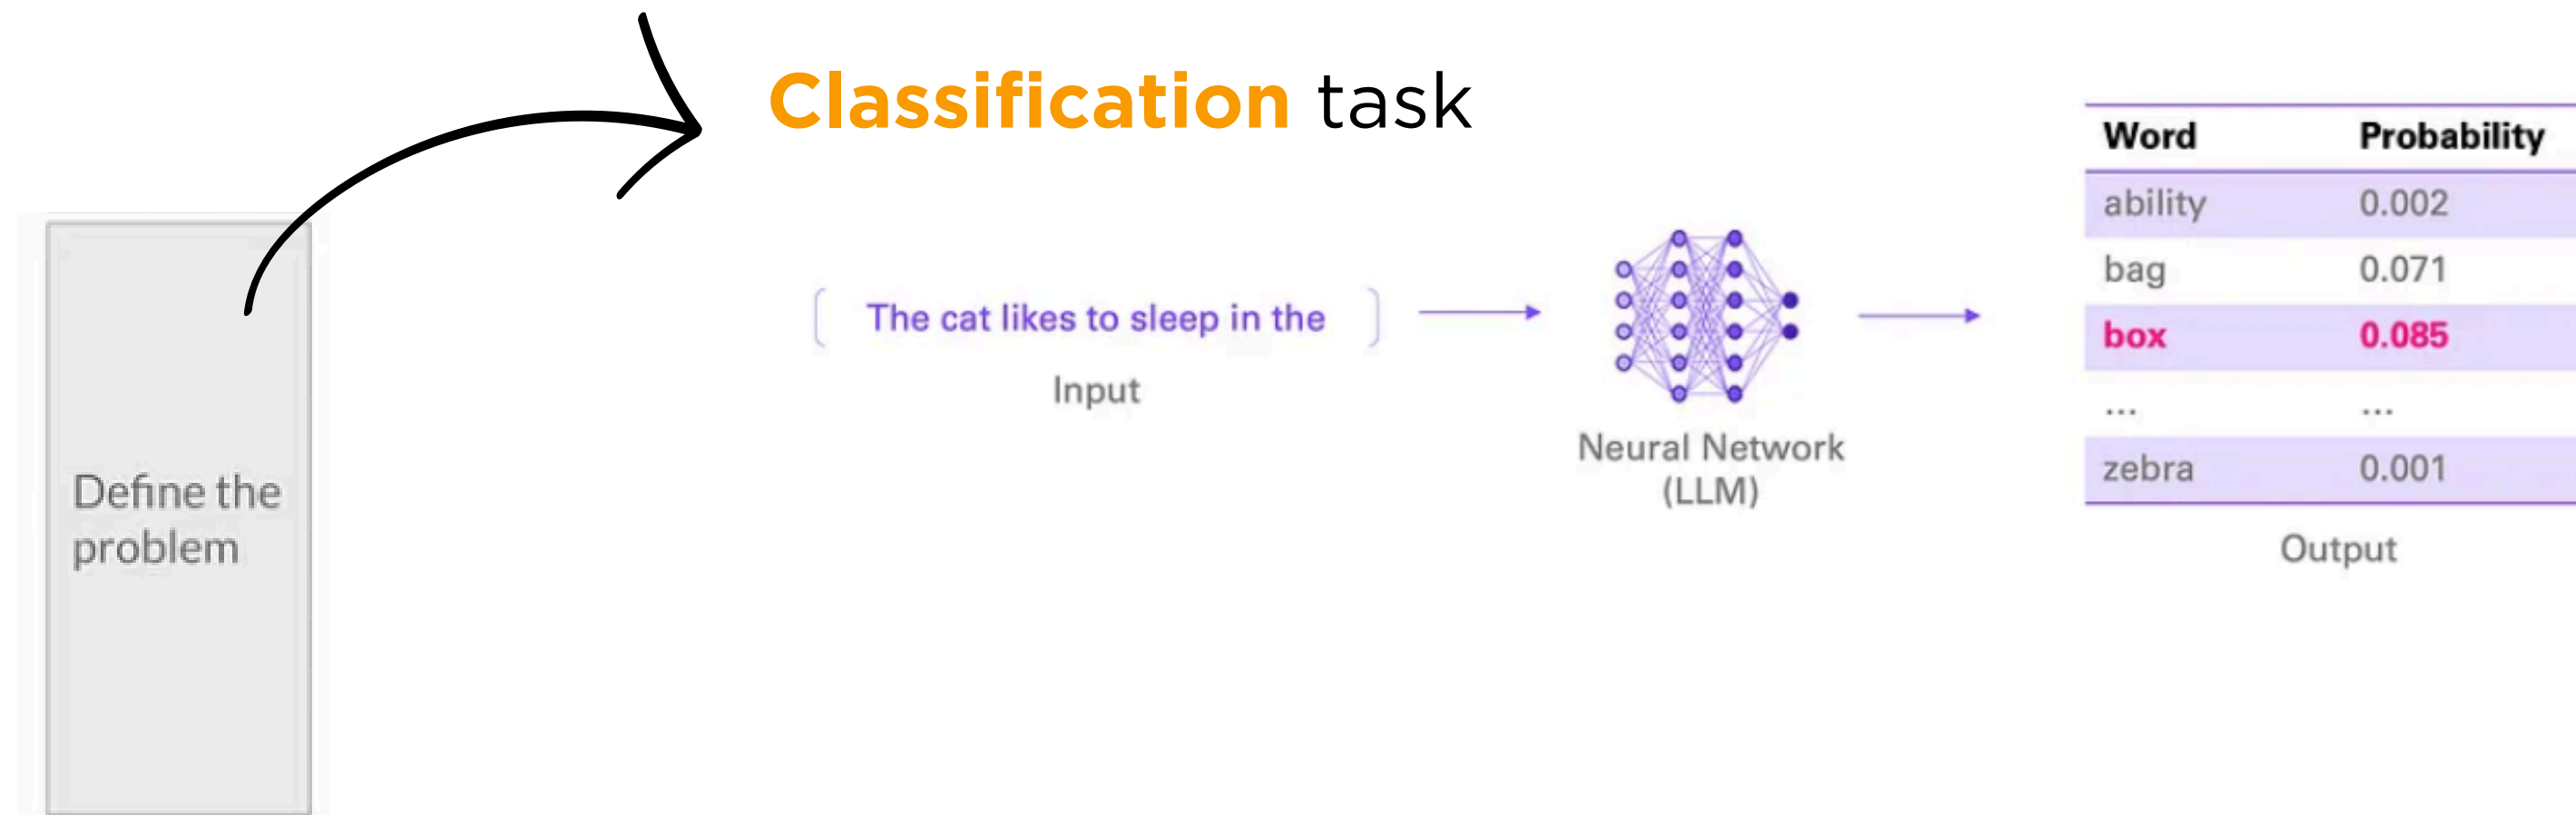 Classification task
Define the
problem
The cat likes to sleep in the
Input
Neural Network
(LLM)
Word Probability
ability 0.002
bag 0.071
box 0.085
... ...
zebra 0.001
Output